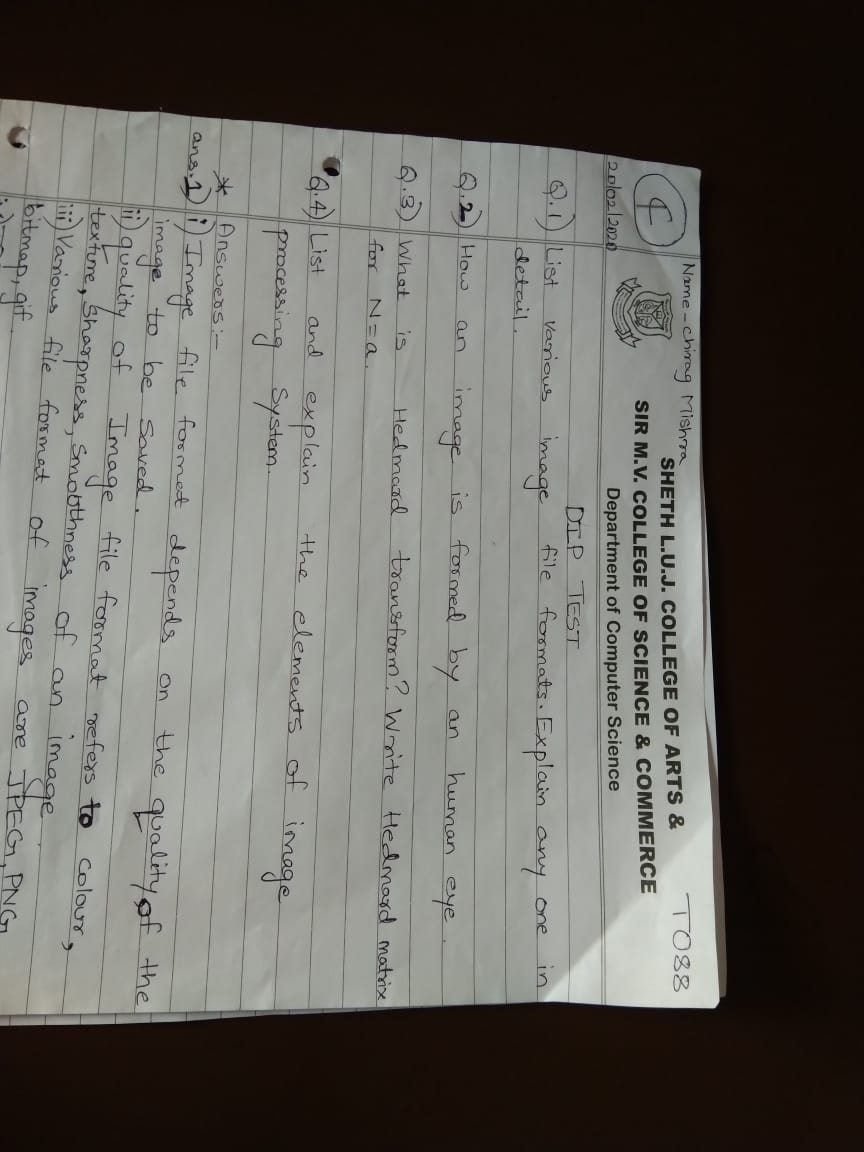 Name - Chirag Mishra
T088
SHETH L.U.J. COLLEGE OF ARTS &
SIR M.V. COLLEGE OF SCIENCE & COMMERCE
Department of Computer Science
20/02/2020
DIP TEST
Q.1) List various image file formats. Explain any one in
detail.
Q.2) How an image is formed by an human eye.
Q.3) What is Hedmard transform? Write Hedmard matrix
for N=a.
Q.4) List and explain the elements of image
processing System.
* Answers:-
ans.1) i) Image file format depends on the quality of the
image to be saved.
ii) quality of Image file format refers to colour,
texture, Sharpness, Smoothness of an image
iii) Various file format of images are JPEG, PNG
bitmap, gif.